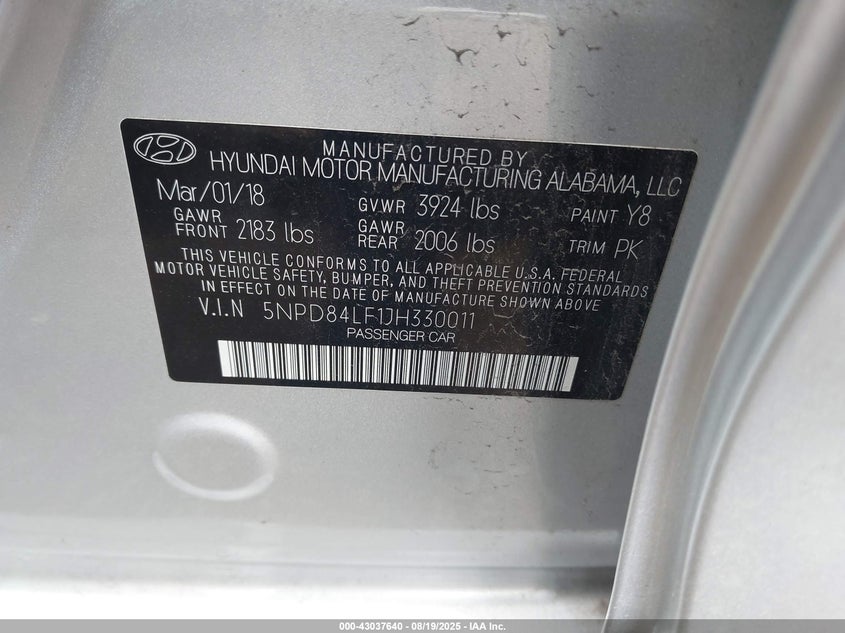 MANUFACTURED BY
HYUNDAI MOTOR MANUFACTURING ALABAMA, LLC
Mar/01/18 GVWR 3924 lbs PAINT Y8
GAWR FRONT 2183 lbs GAWR REAR 2006 lbs TRIM PK
THIS VEHICLE CONFORMS TO ALL APPLICABLE U.S.A. FEDERAL
MOTOR VEHICLE SAFETY, BUMPER, AND THEFT PREVENTION STANDARDS
IN EFFECT ON THE DATE OF MANUFACTURE SHOWN ABOVE
V.I.N 5NPD84LF1JH330011
PASSENGER CAR
000-43037640 - 08/19/2025 - IAA Inc.